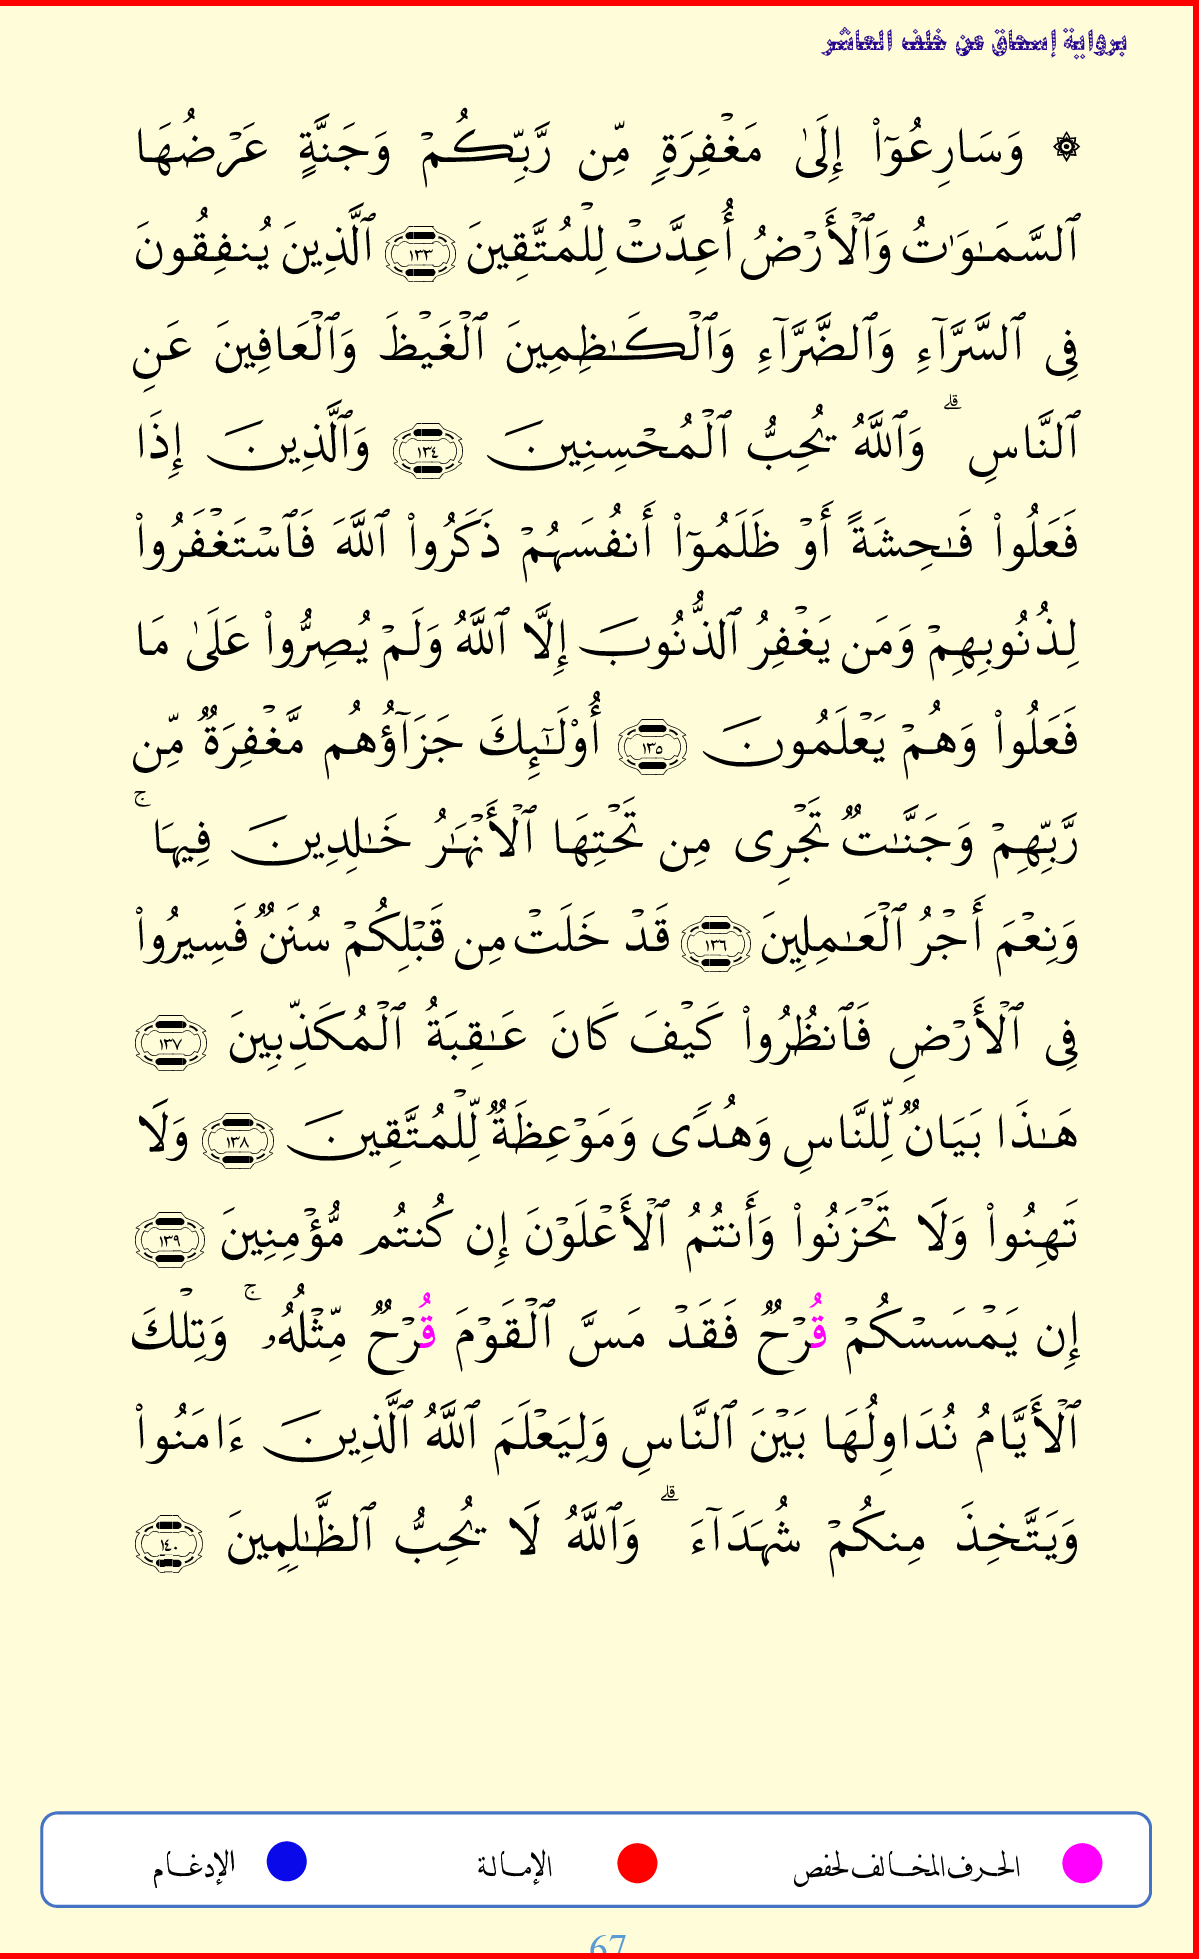 برواية إسحاق عن خلف العاشر
۞ وَسَارِعُوٓا۟ إِلَىٰ مَغْفِرَةٍ مِّن رَّبِّكُمْ وَجَنَّةٍ عَرْضُهَا
ٱلسَّمَـٰوَٰتُ وَٱلْأَرْضُ أُعِدَّتْ لِلْمُتَّقِينَ ١٣٣ ٱلَّذِينَ يُنفِقُونَ
فِى ٱلسَّرَّآءِ وَٱلضَّرَّآءِ وَٱلْكَـٰظِمِينَ ٱلْغَيْظَ وَٱلْعَافِينَ عَنِ
ٱلنَّاسِ ۗ وَٱللَّهُ يُحِبُّ ٱلْمُحْسِنِينَ ١٣٤ وَٱلَّذِينَ إِذَا
فَعَلُوا۟ فَـٰحِشَةً أَوْ ظَلَمُوٓا۟ أَنفُسَهُمْ ذَكَرُوا۟ ٱللَّهَ فَٱسْتَغْفَرُوا۟
لِذُنُوبِهِمْ وَمَن يَغْفِرُ ٱلذُّنُوبَ إِلَّا ٱللَّهُ وَلَمْ يُصِرُّوا۟ عَلَىٰ مَا
فَعَلُوا۟ وَهُمْ يَعْلَمُونَ ١٣٥ أُو۟لَـٰٓئِكَ جَزَآؤُهُم مَّغْفِرَةٌ مِّن
رَّبِّهِمْ وَجَنَّـٰتٌ تَجْرِى مِن تَحْتِهَا ٱلْأَنْهَـٰرُ خَـٰلِدِينَ فِيهَا ۚ
وَنِعْمَ أَجْرُ ٱلْعَـٰمِلِينَ ١٣٦ قَدْ خَلَتْ مِن قَبْلِكُمْ سُنَنٌ فَسِيرُوا۟
فِى ٱلْأَرْضِ فَٱنظُرُوا۟ كَيْفَ كَانَ عَـٰقِبَةُ ٱلْمُكَذِّبِينَ ١٣٧
هَـٰذَا بَيَانٌ لِّلنَّاسِ وَهُدًى وَمَوْعِظَةٌ لِّلْمُتَّقِينَ ١٣٨ وَلَا
تَهِنُوا۟ وَلَا تَحْزَنُوا۟ وَأَنتُمُ ٱلْأَعْلَوْنَ إِن كُنتُم مُّؤْمِنِينَ ١٣٩
إِن يَمْسَسْكُمْ قُرْحٌ فَقَدْ مَسَّ ٱلْقَوْمَ قُرْحٌ مِّثْلُهُۥ ۚ وَتِلْكَ
ٱلْأَيَّامُ نُدَاوِلُهَا بَيْنَ ٱلنَّاسِ وَلِيَعْلَمَ ٱللَّهُ ٱلَّذِينَ ءَامَنُوا۟
وَيَتَّخِذَ مِنكُمْ شُهَدَآءَ ۗ وَٱللَّهُ لَا يُحِبُّ ٱلظَّـٰلِمِينَ ١٤٠
الحرف المخالف لحفص الإمالة الإدغام
67